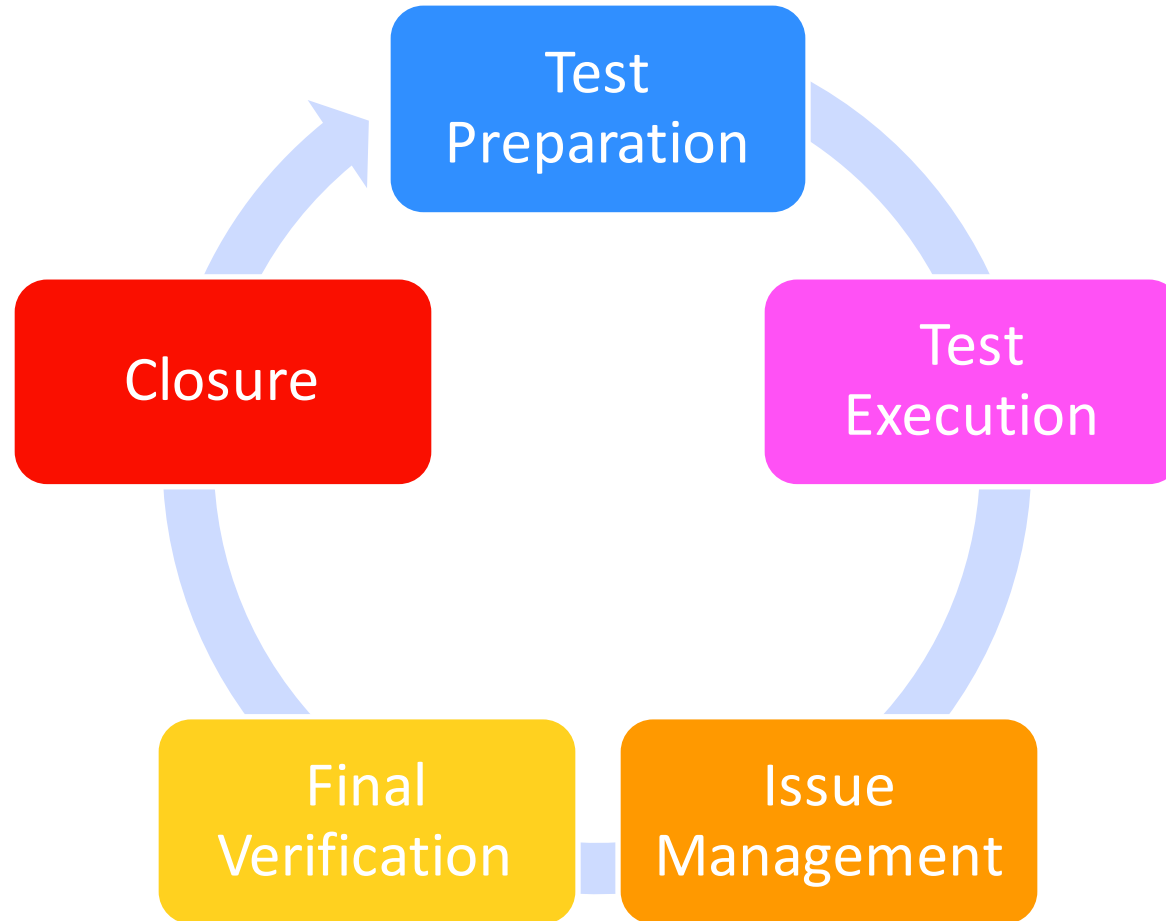 Test
Preparation
Test
Execution
Issue
Management
Final
Verification
Closure